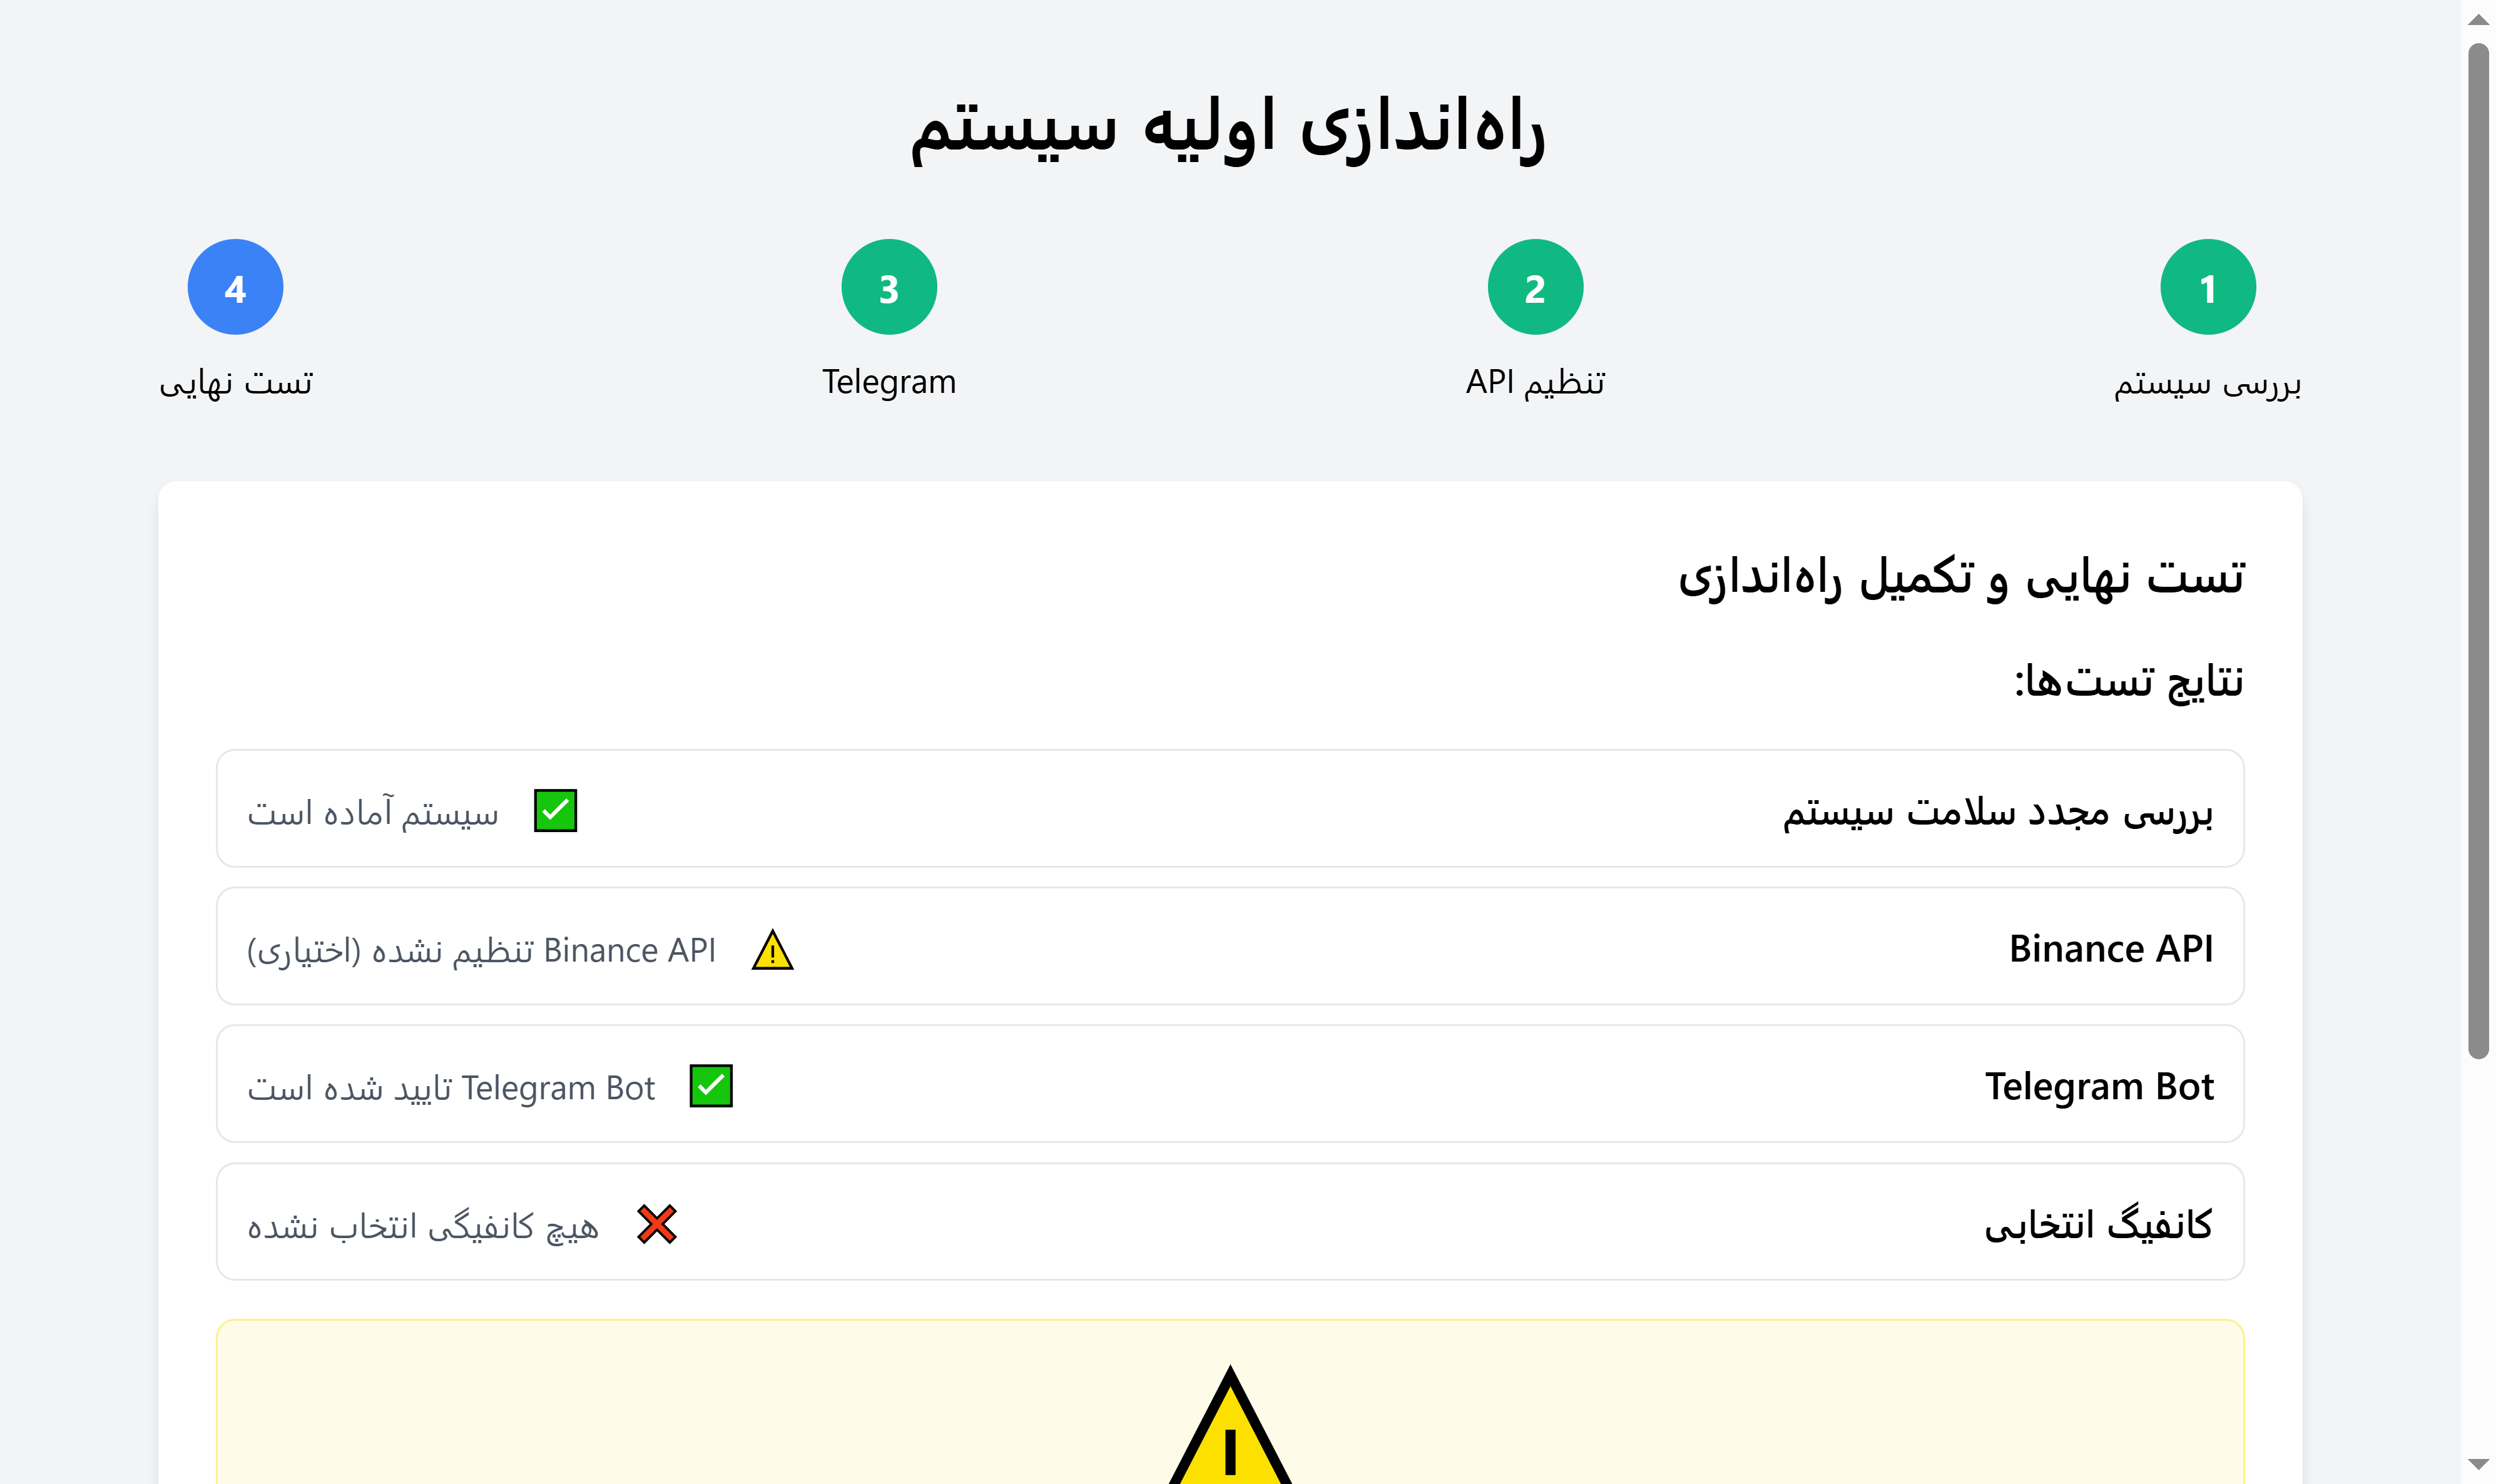 راه‌اندازی اولیه سیستم
1
بررسی سیستم
2
تنظیم API
3
Telegram
4
تست نهایی
تست نهایی و تکمیل راه‌اندازی
نتایج تست‌ها:
بررسی مجدد سلامت سیستم
سیستم آماده است
Binance API
Binance API تنظیم نشده (اختیاری)
Telegram Bot
Telegram Bot تایید شده است
کانفیگ انتخابی
هیچ کانفیگی انتخاب نشده